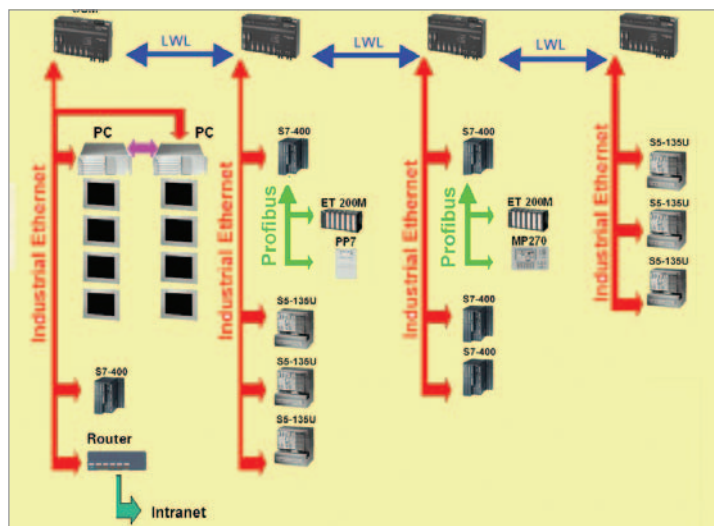 LWL
LWL
LWL
PC
PC
S7-400
S7-400
S5-135U
ET 200M
ET 200M
S5-135U
PP7
MP270
S5-135U
Industrial Ethernet
Industrial Ethernet
Profibus
Industrial Ethernet
Profibus
Industrial Ethernet
S5-135U
S7-400
S7-400
S7-400
S5-135U
S5-135U
Router
Intranet